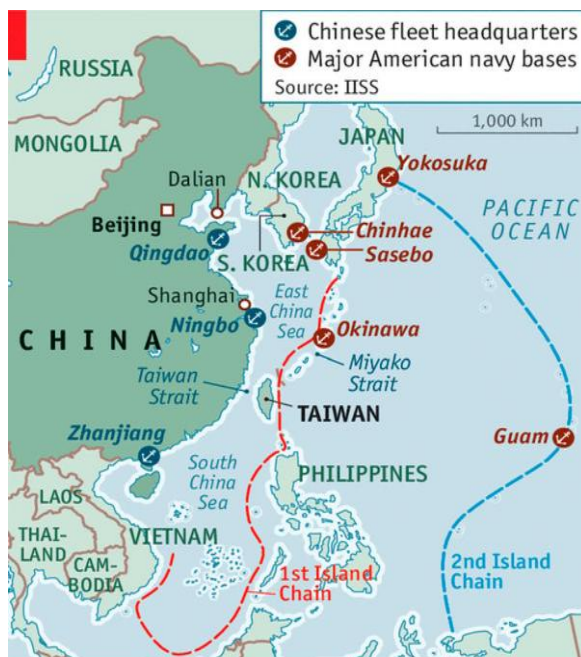 Chinese fleet headquarters
Major American navy bases
Source: IISS
RUSSIA
MONGOLIA
JAPAN
1,000 km
Yokosuka
Dalian
N. KOREA
Beijing
Chinhae
PACIFIC
OCEAN
Qingdao
Sasebo
S. KOREA
Shanghai
East
China
Sea
Ningbo
Okinawa
CHINA
Miyako
Strait
Taiwan
Strait
TAIWAN
Zhanjiang
Guam
South
China
Sea
PHILIPPINES
LAOS
THAI-
LAND
VIETNAM
CAM-
BODIA
1st Island
Chain
2nd Island
Chain